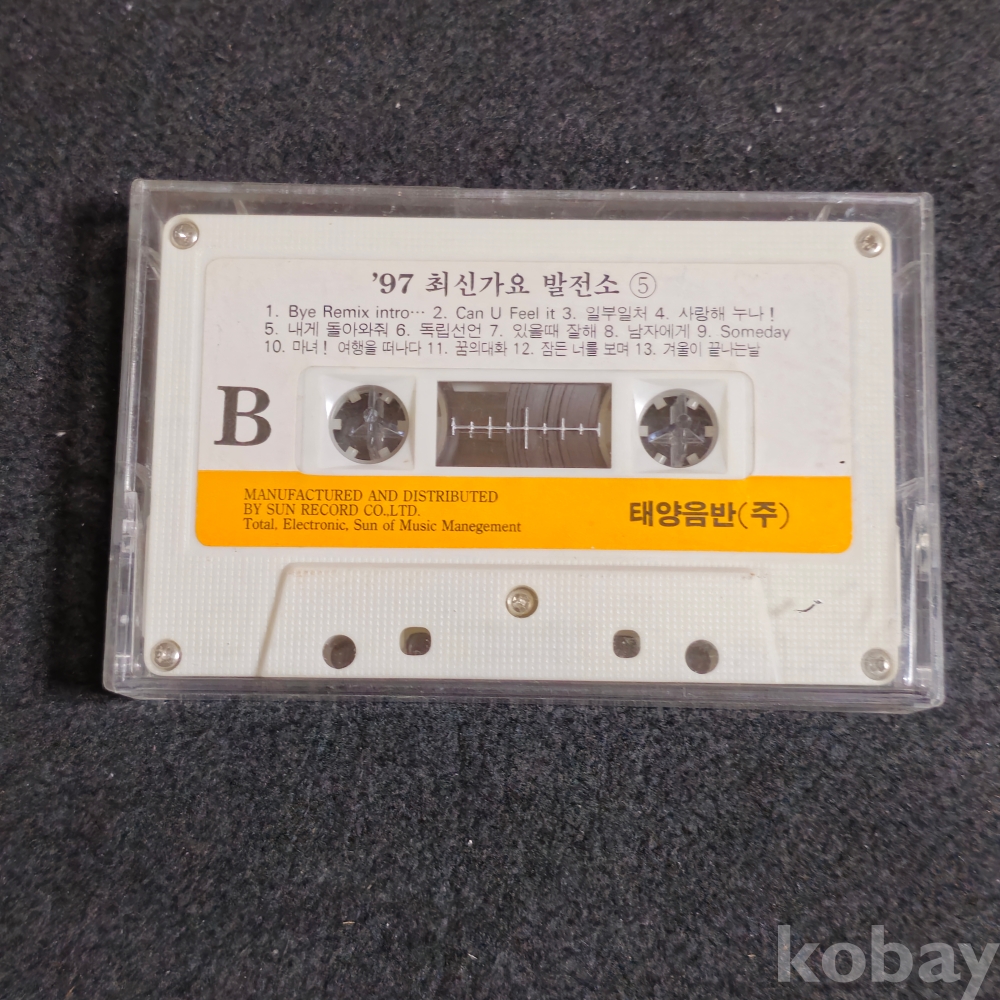 '97 최신가요 발전소 ⑤
1. Bye Remix intro… 2. Can U Feel it 3. 일부일처 4. 사랑해 누나!
5. 내게 돌아와줘 6. 독립선언 7. 있을때 잘해 8. 남자에게 9. Someday
10. 마녀! 여행을 떠나다 11. 꿈의대화 12. 잠든 너를 보며 13. 겨울이 끝나는날
B
MANUFACTURED AND DISTRIBUTED
BY SUN RECORD CO.,LTD.
Total, Electronic, Sun of Music Manegement
태양음반(주)
kobay